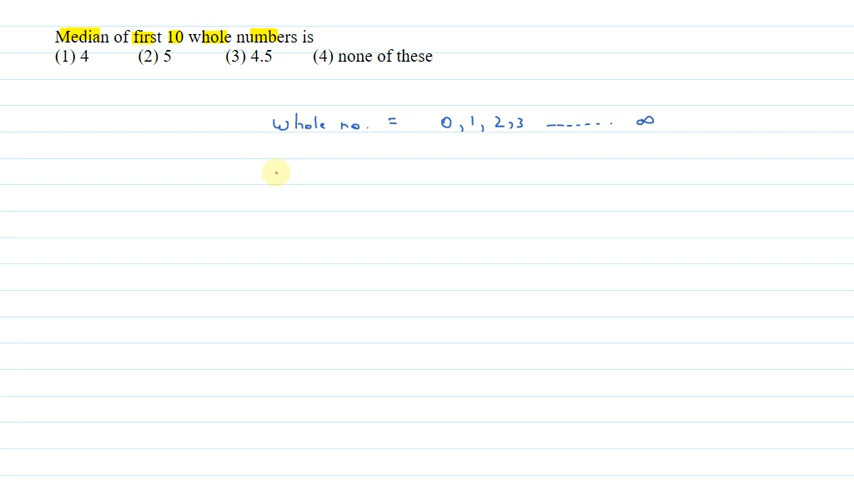 Median of first 10 whole numbers is
(1) 4 (2) 5 (3) 4.5 (4) none of these
whole no. = 0, 1, 2, 3 ------- ∞